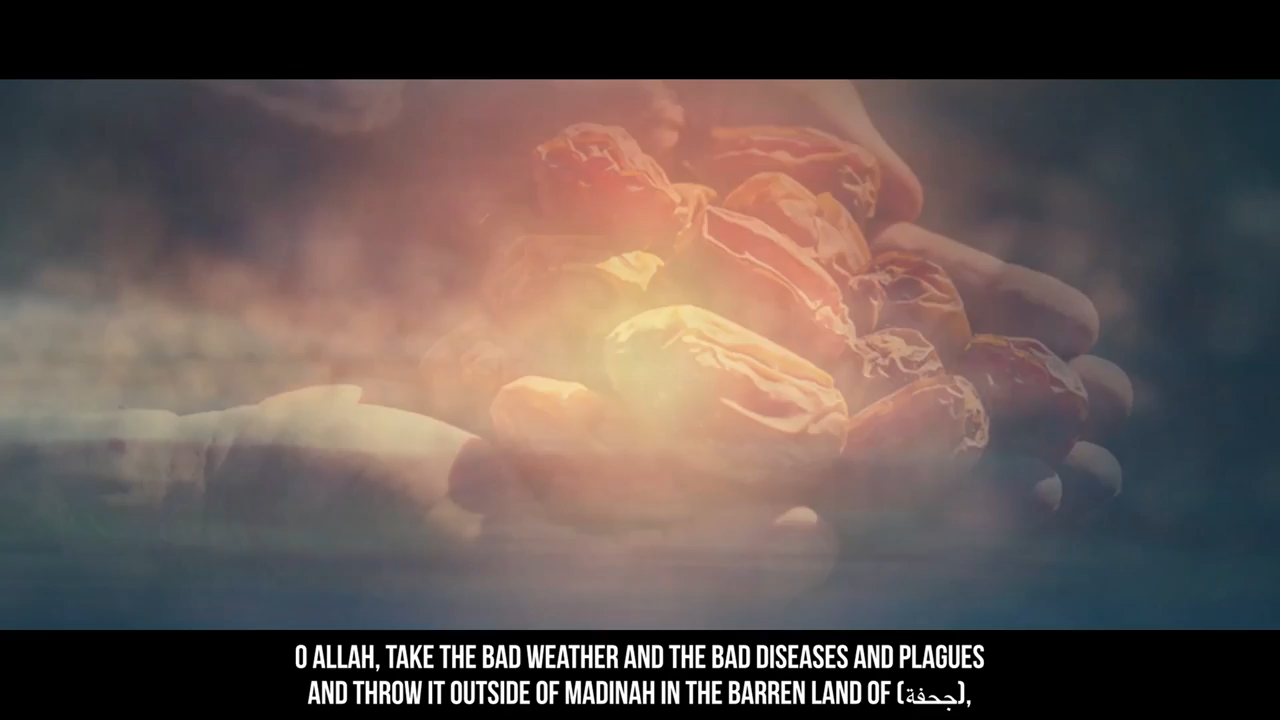 O ALLAH, TAKE THE BAD WEATHER AND THE BAD DISEASES AND PLAGUES
AND THROW IT OUTSIDE OF MADINAH IN THE BARREN LAND OF (جحفة),